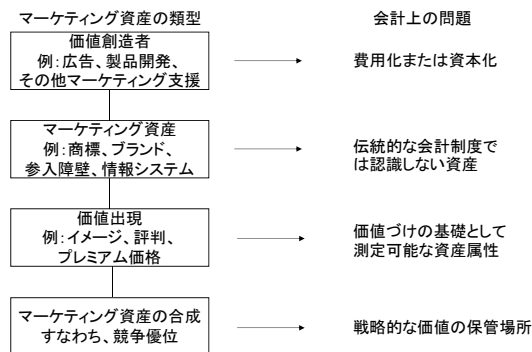 マーケティング資産の類型
会計上の問題
価値創造者
例：広告、製品開発、
その他マーケティング支援
費用化または資本化
マーケティング資産
例：商標、ブランド、
参入障壁、情報システム
伝統的な会計制度で
は認識しない資産
価値出現
例：イメージ、評判、
プレミアム価格
価値づけの基礎として
測定可能な資産属性
マーケティング資産の合成
すなわち、競争優位
戦略的な価値の保管場所